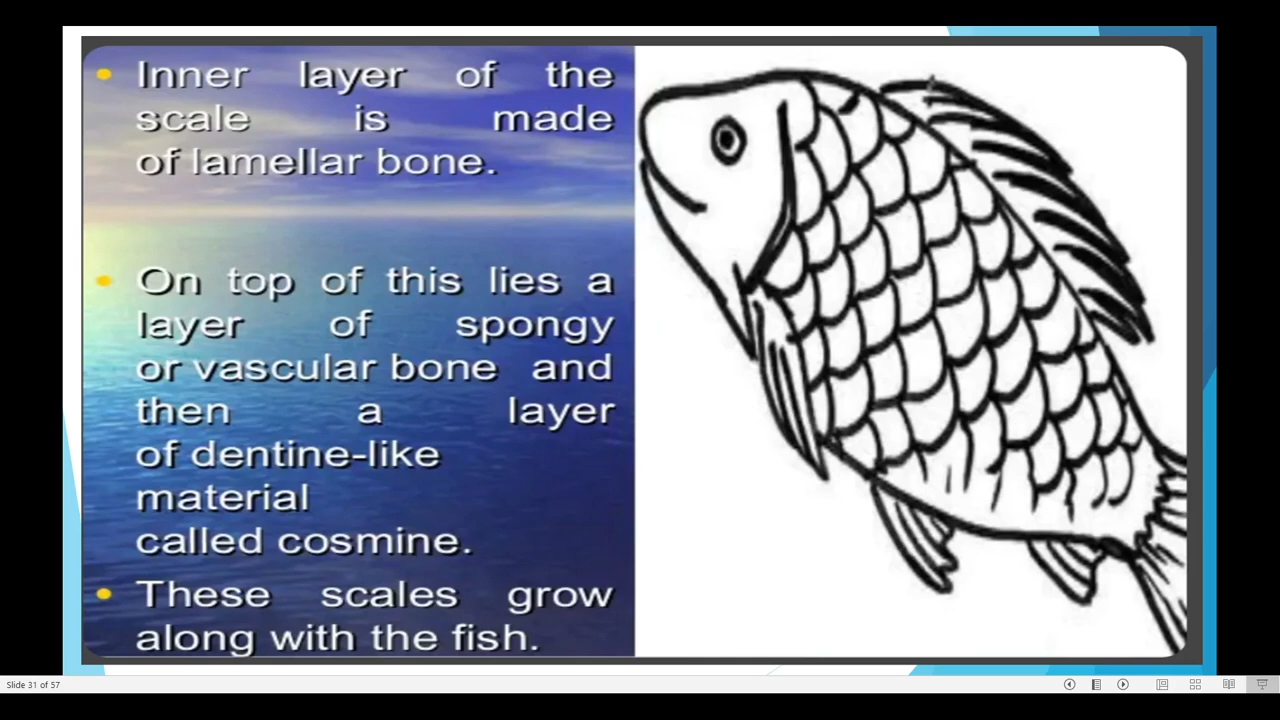 Inner layer of the
scale is made
of lamellar bone.
On top of this lies a
layer of spongy
or vascular bone and
then a layer
of dentine-like
material
called cosmine.
These scales grow
along with the fish.
Slide 31 of 57